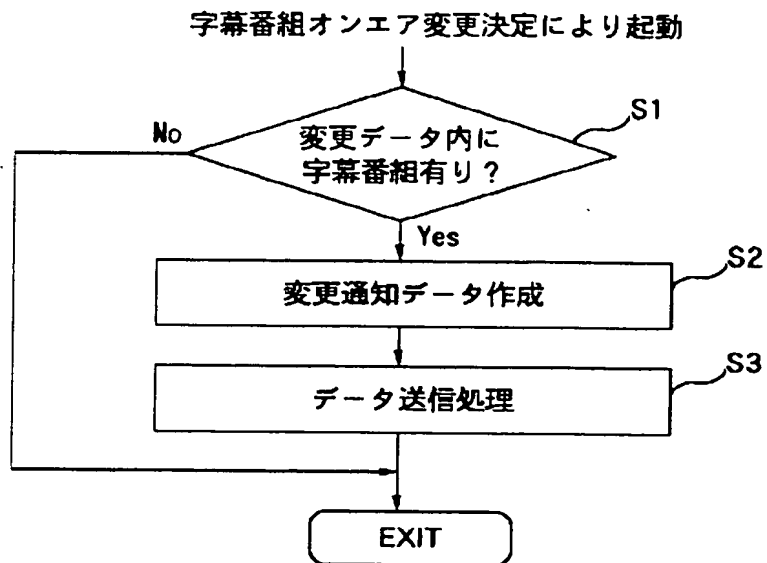 字幕番組オンエア変更決定により起動
S1
No
変更データ内に
字幕番組有り？
Yes
S2
変更通知データ作成
S3
データ送信処理
EXIT